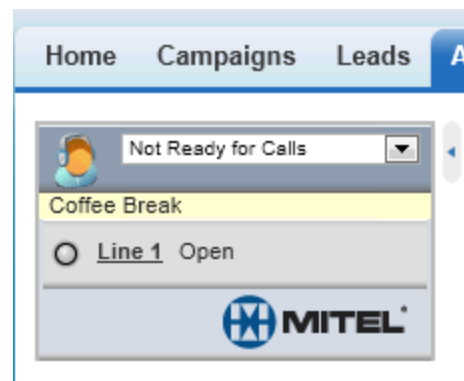 Home Campaigns Leads A
Not Ready for Calls
Coffee Break
Line 1 Open
MITEL